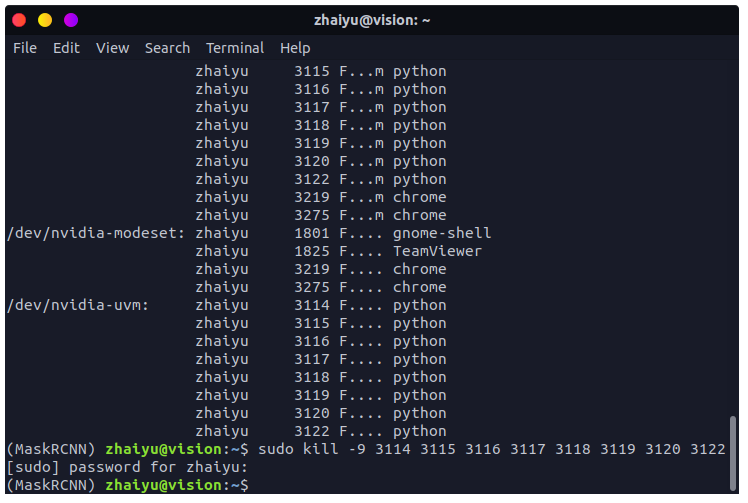 zhaiyu@vision: ~
File Edit View Search Terminal Help
zhaiyu 3115 F...m python
zhaiyu 3116 F...m python
zhaiyu 3117 F...m python
zhaiyu 3118 F...m python
zhaiyu 3119 F...m python
zhaiyu 3120 F...m python
zhaiyu 3122 F...m python
zhaiyu 3219 F...m chrome
zhaiyu 3275 F...m chrome
/dev/nvidia-modeset: zhaiyu 1801 F.... gnome-shell
zhaiyu 1825 F.... TeamViewer
zhaiyu 3219 F.... chrome
zhaiyu 3275 F.... chrome
/dev/nvidia-uvm: zhaiyu 3114 F.... python
zhaiyu 3115 F.... python
zhaiyu 3116 F.... python
zhaiyu 3117 F.... python
zhaiyu 3118 F.... python
zhaiyu 3119 F.... python
zhaiyu 3120 F.... python
zhaiyu 3122 F.... python
(MaskRCNN) zhaiyu@vision:~$ sudo kill -9 3114 3115 3116 3117 3118 3119 3120 3122
[sudo] password for zhaiyu:
(MaskRCNN) zhaiyu@vision:~$